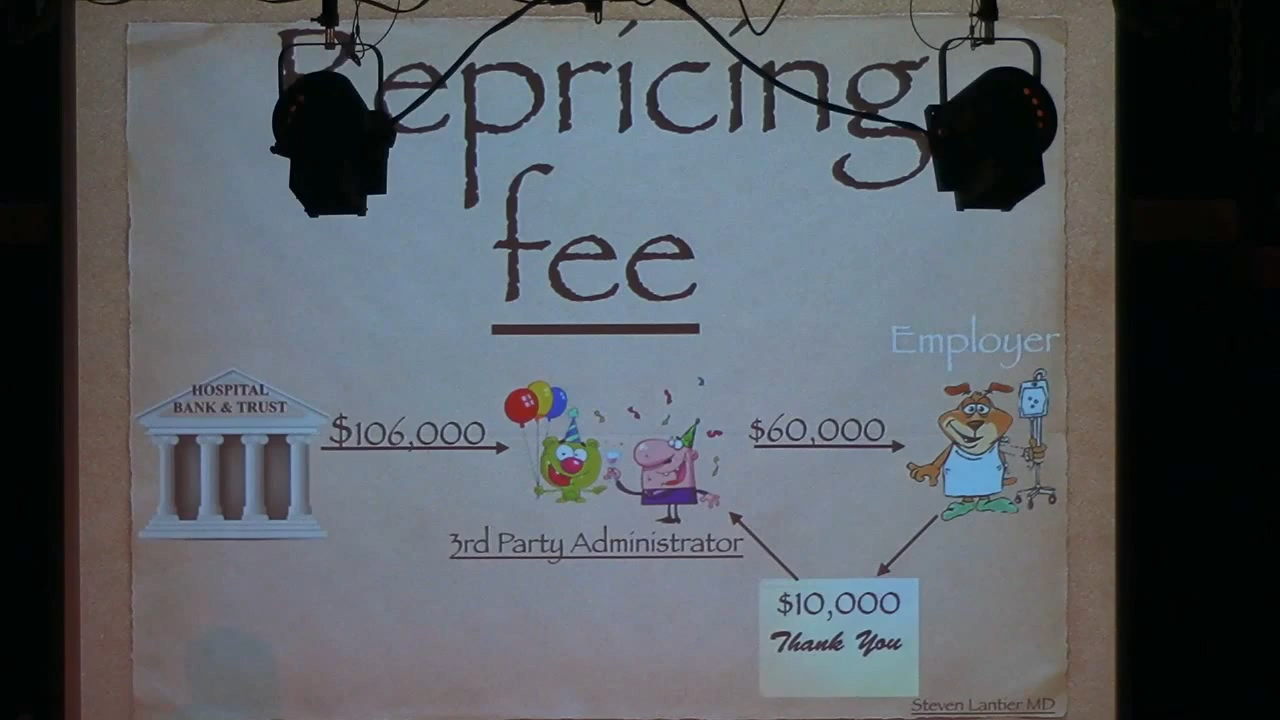 Repricing
fee
Employer
HOSPITAL
BANK & TRUST
$106,000
$60,000
3rd Party Administrator
$10,000
Thank You
Steven Lantier MD